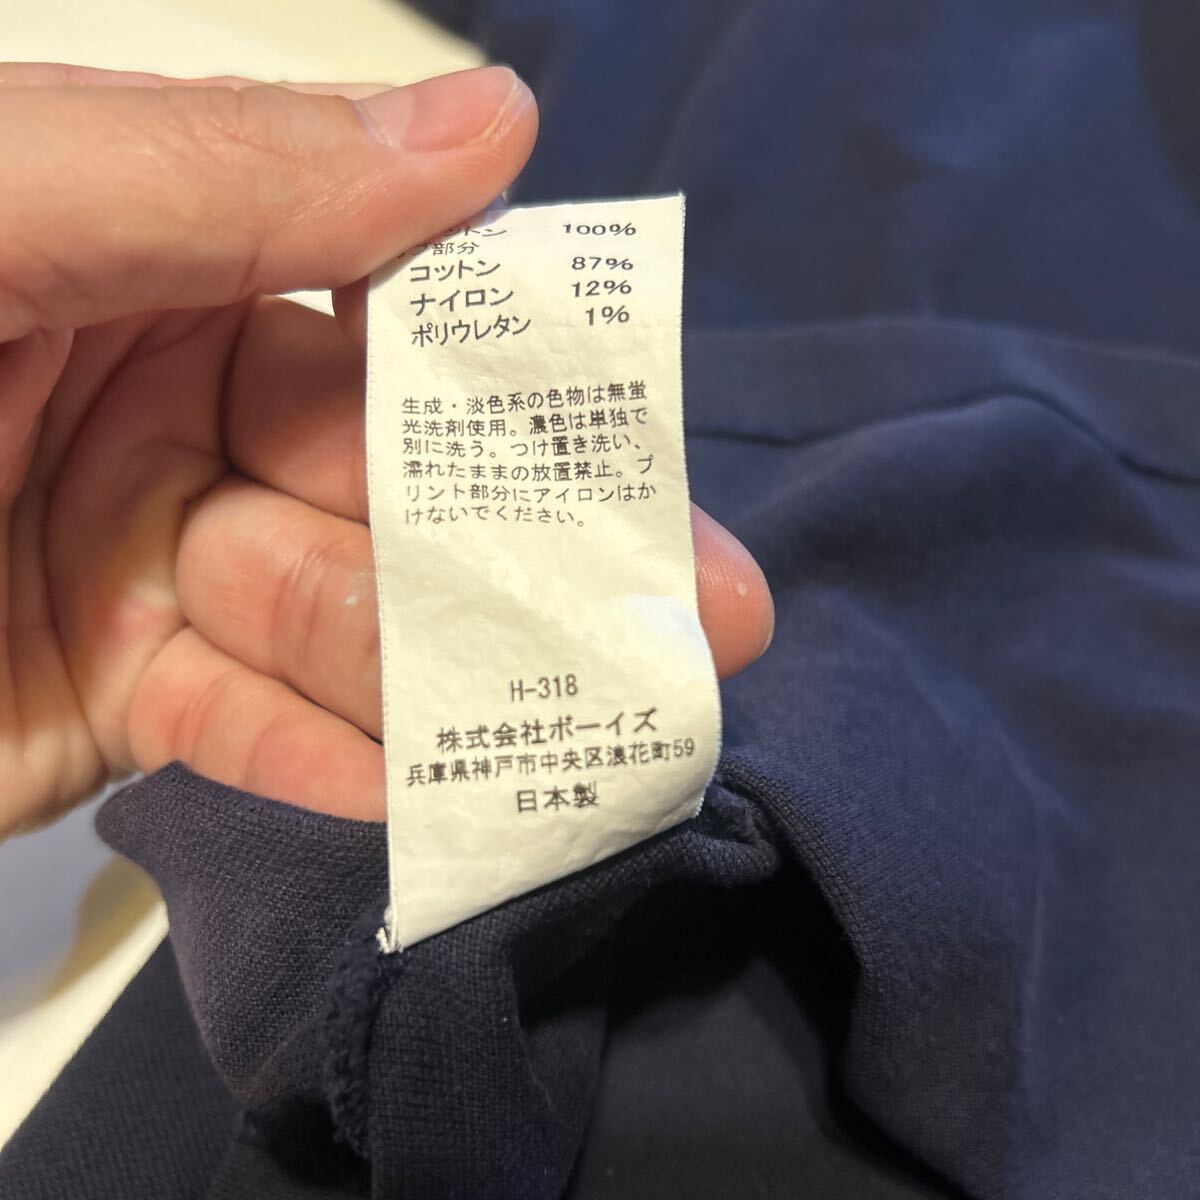 100%
部分
コットン 87%
ナイロン 12%
ポリウレタン 1%
生成・淡色系の色物は無蛍
光洗剤使用。濃色は単独で
別に洗う。つけ置き洗い、
濡れたままの放置禁止。プ
リント部分にアイロンはか
けないでください。
H-318
株式会社ボーイズ
兵庫県神戸市中央区浪花町59
日本製